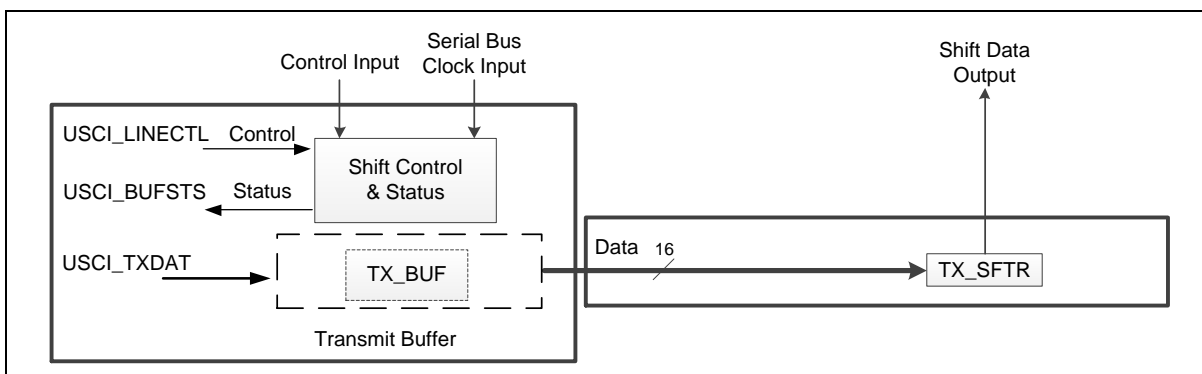 Control Input
Serial Bus
Clock Input
Shift Data
Output
USCI_LINECTL Control
USCI_BUFSTS Status
Shift Control
& Status
USCI_TXDAT
TX_BUF
Transmit Buffer
Data 16
TX_SFTR